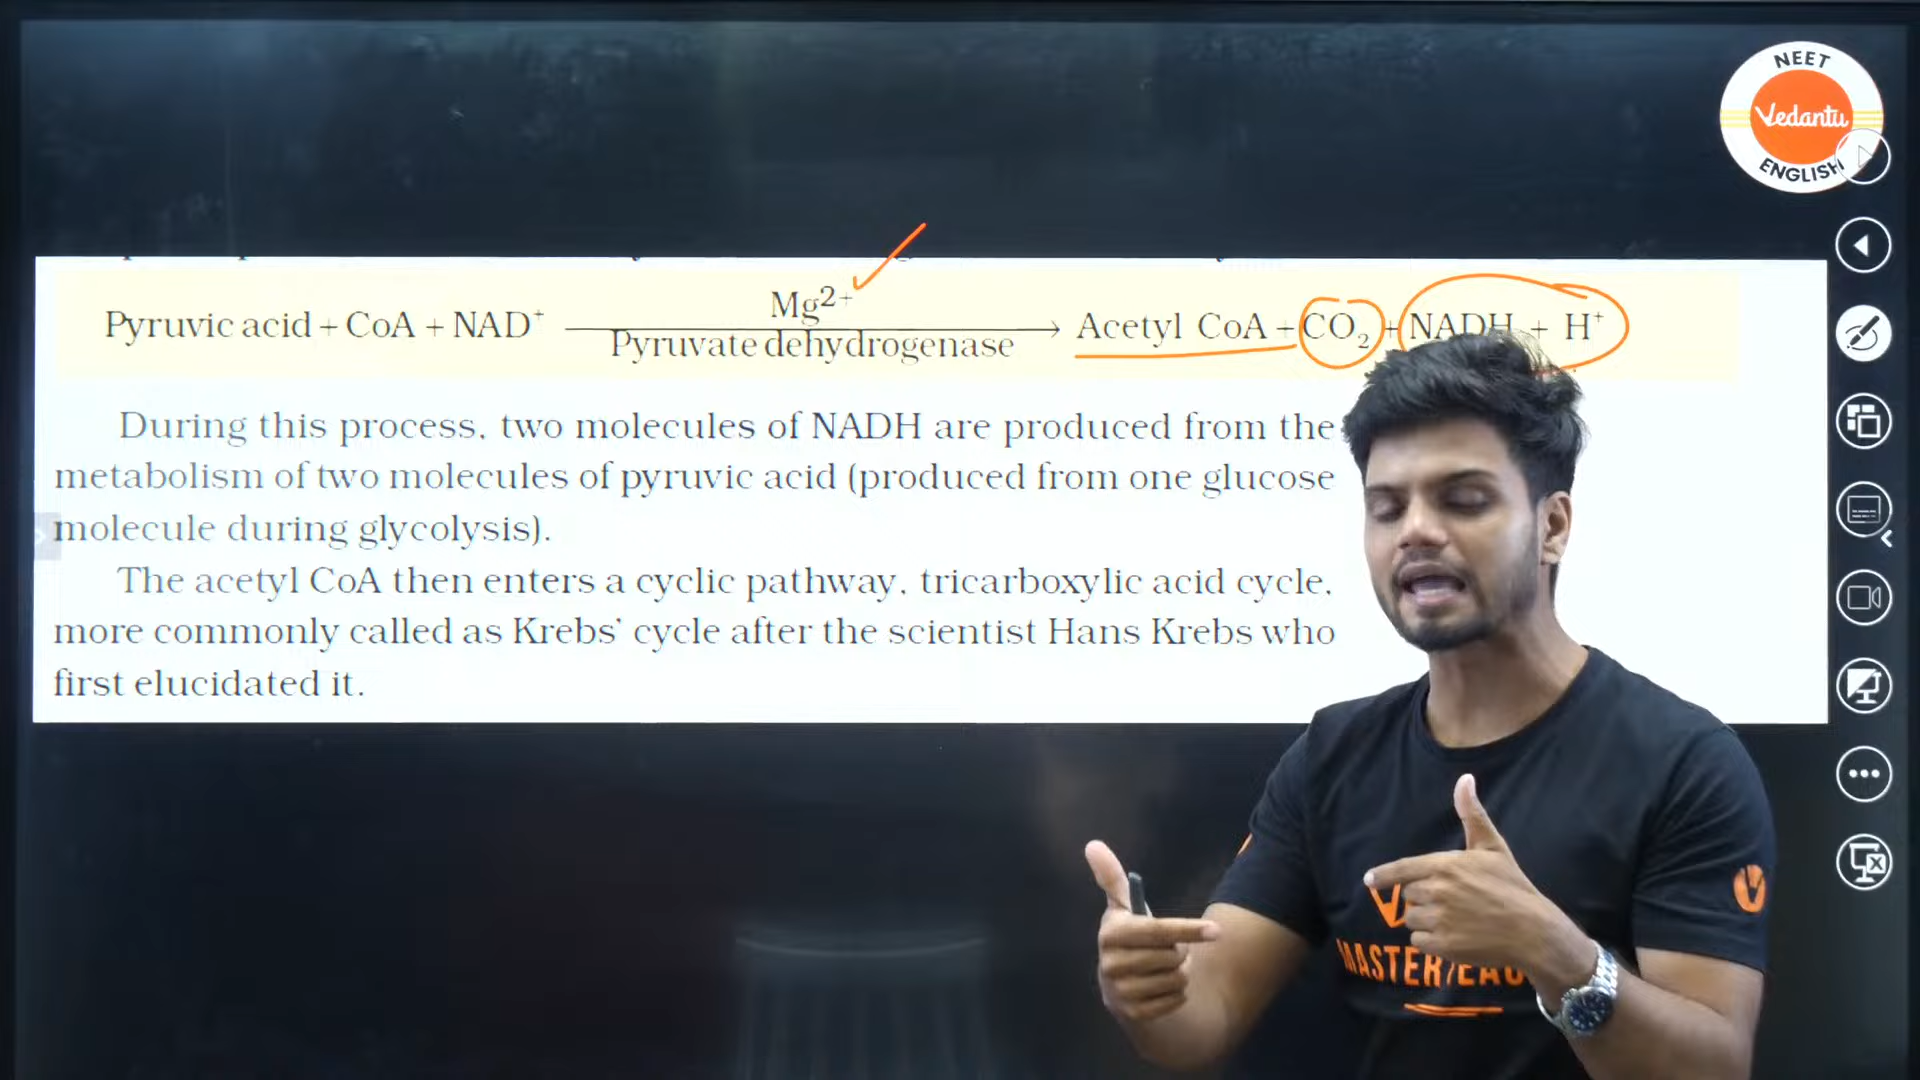 NEET
Vedantu
ENGLISH
Mg2+
Pyruvic acid + CoA + NAD+ ⟶ Acetyl CoA + CO2 + NADH + H+
Pyruvate dehydrogenase
During this process, two molecules of NADH are produced from the
metabolism of two molecules of pyruvic acid (produced from one glucose
molecule during glycolysis).
The acetyl CoA then enters a cyclic pathway, tricarboxylic acid cycle,
more commonly called as Krebs' cycle after the scientist Hans Krebs who
first elucidated it.